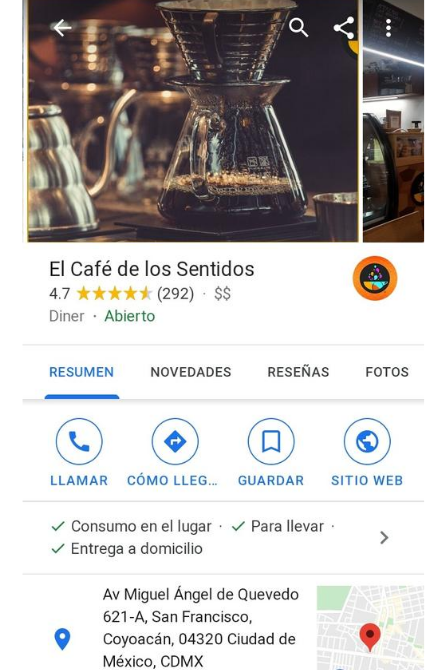 El Café de los Sentidos
4.7 (292) · $$
Diner · Abierto
RESUMEN NOVEDADES RESEÑAS FOTOS
LLAMAR CÓMO LLEG... GUARDAR SITIO WEB
Consumo en el lugar · Para llevar ·
Entrega a domicilio
Av Miguel Ángel de Quevedo
621-A, San Francisco,
Coyoacán, 04320 Ciudad de
México, CDMX